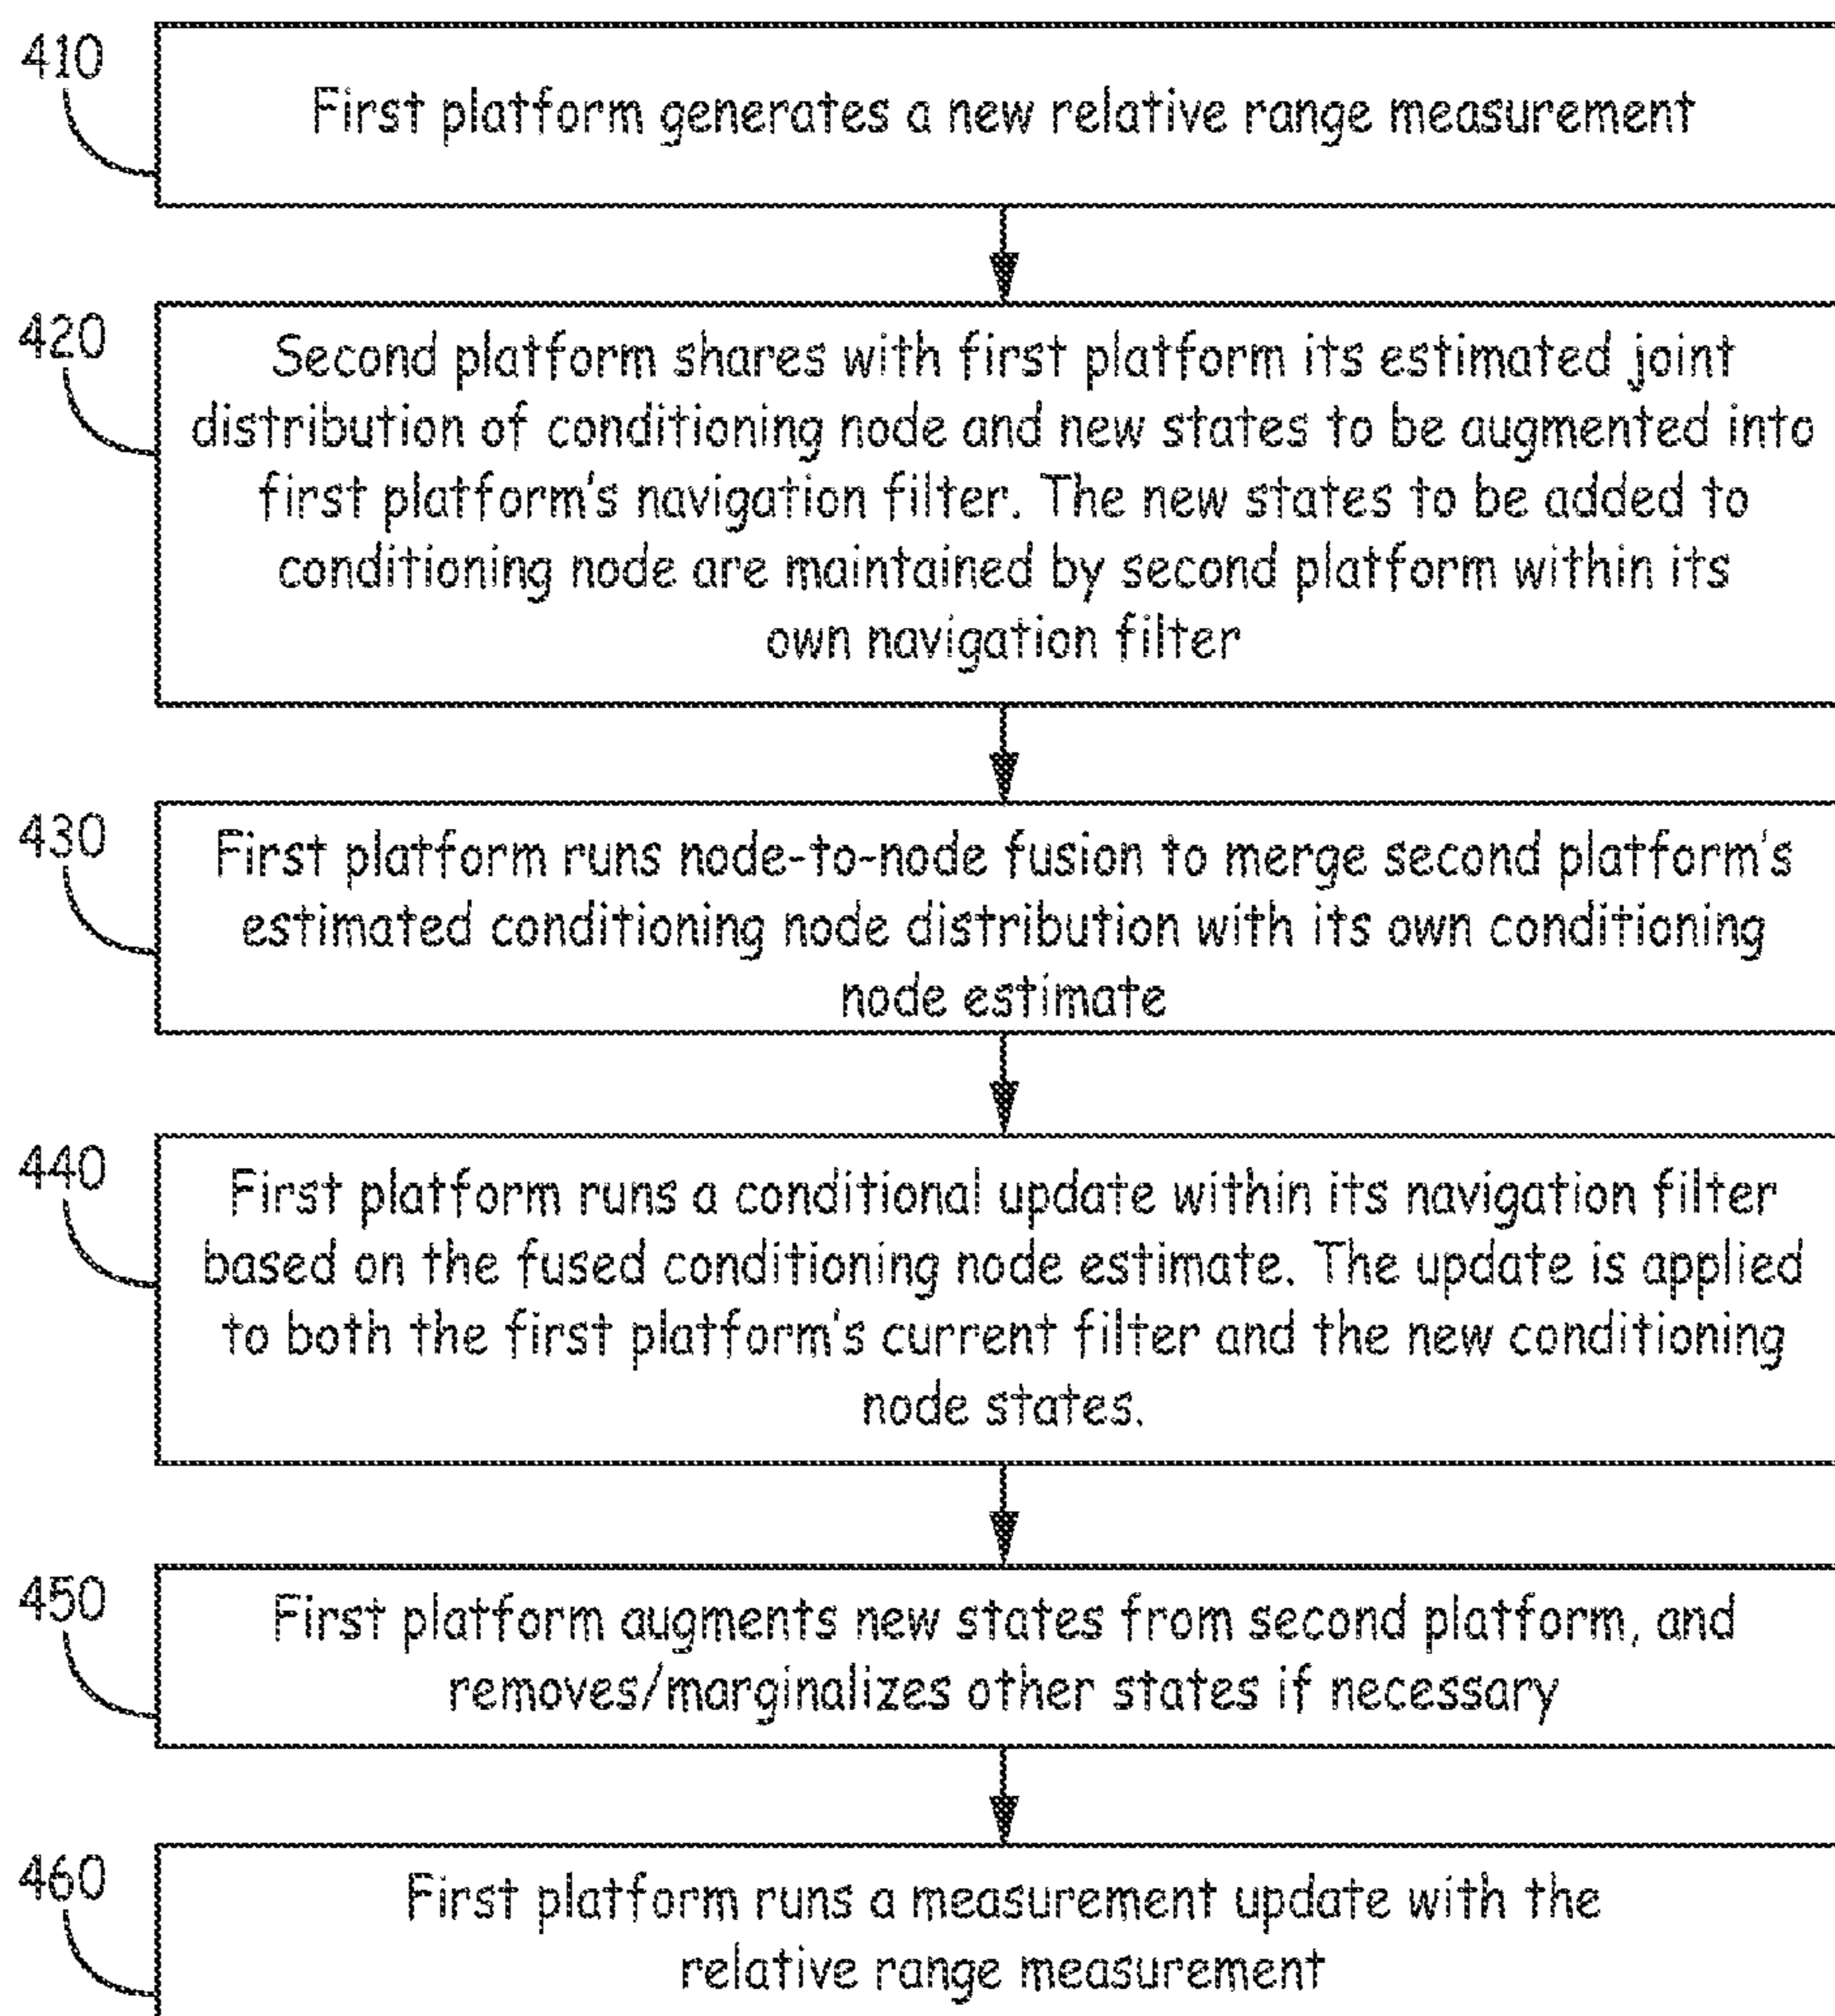 410
First platform generates a new relative range measurement
420
Second platform shares with first platform its estimated joint
distribution of conditioning node and new states to be augmented into
first platform's navigation filter. The new states to be added to
conditioning node are maintained by second platform within its
own navigation filter
430
First platform runs node-to-node fusion to merge second platform's
estimated conditioning node distribution with its own conditioning
node estimate
440
First platform runs a conditional update within its navigation filter
based on the fused conditioning node estimate. The update is applied
to both the first platform's current filter and the new conditioning
node states.
450
First platform augments new states from second platform, and
removes/marginalizes other states if necessary
460
First platform runs a measurement update with the
relative range measurement